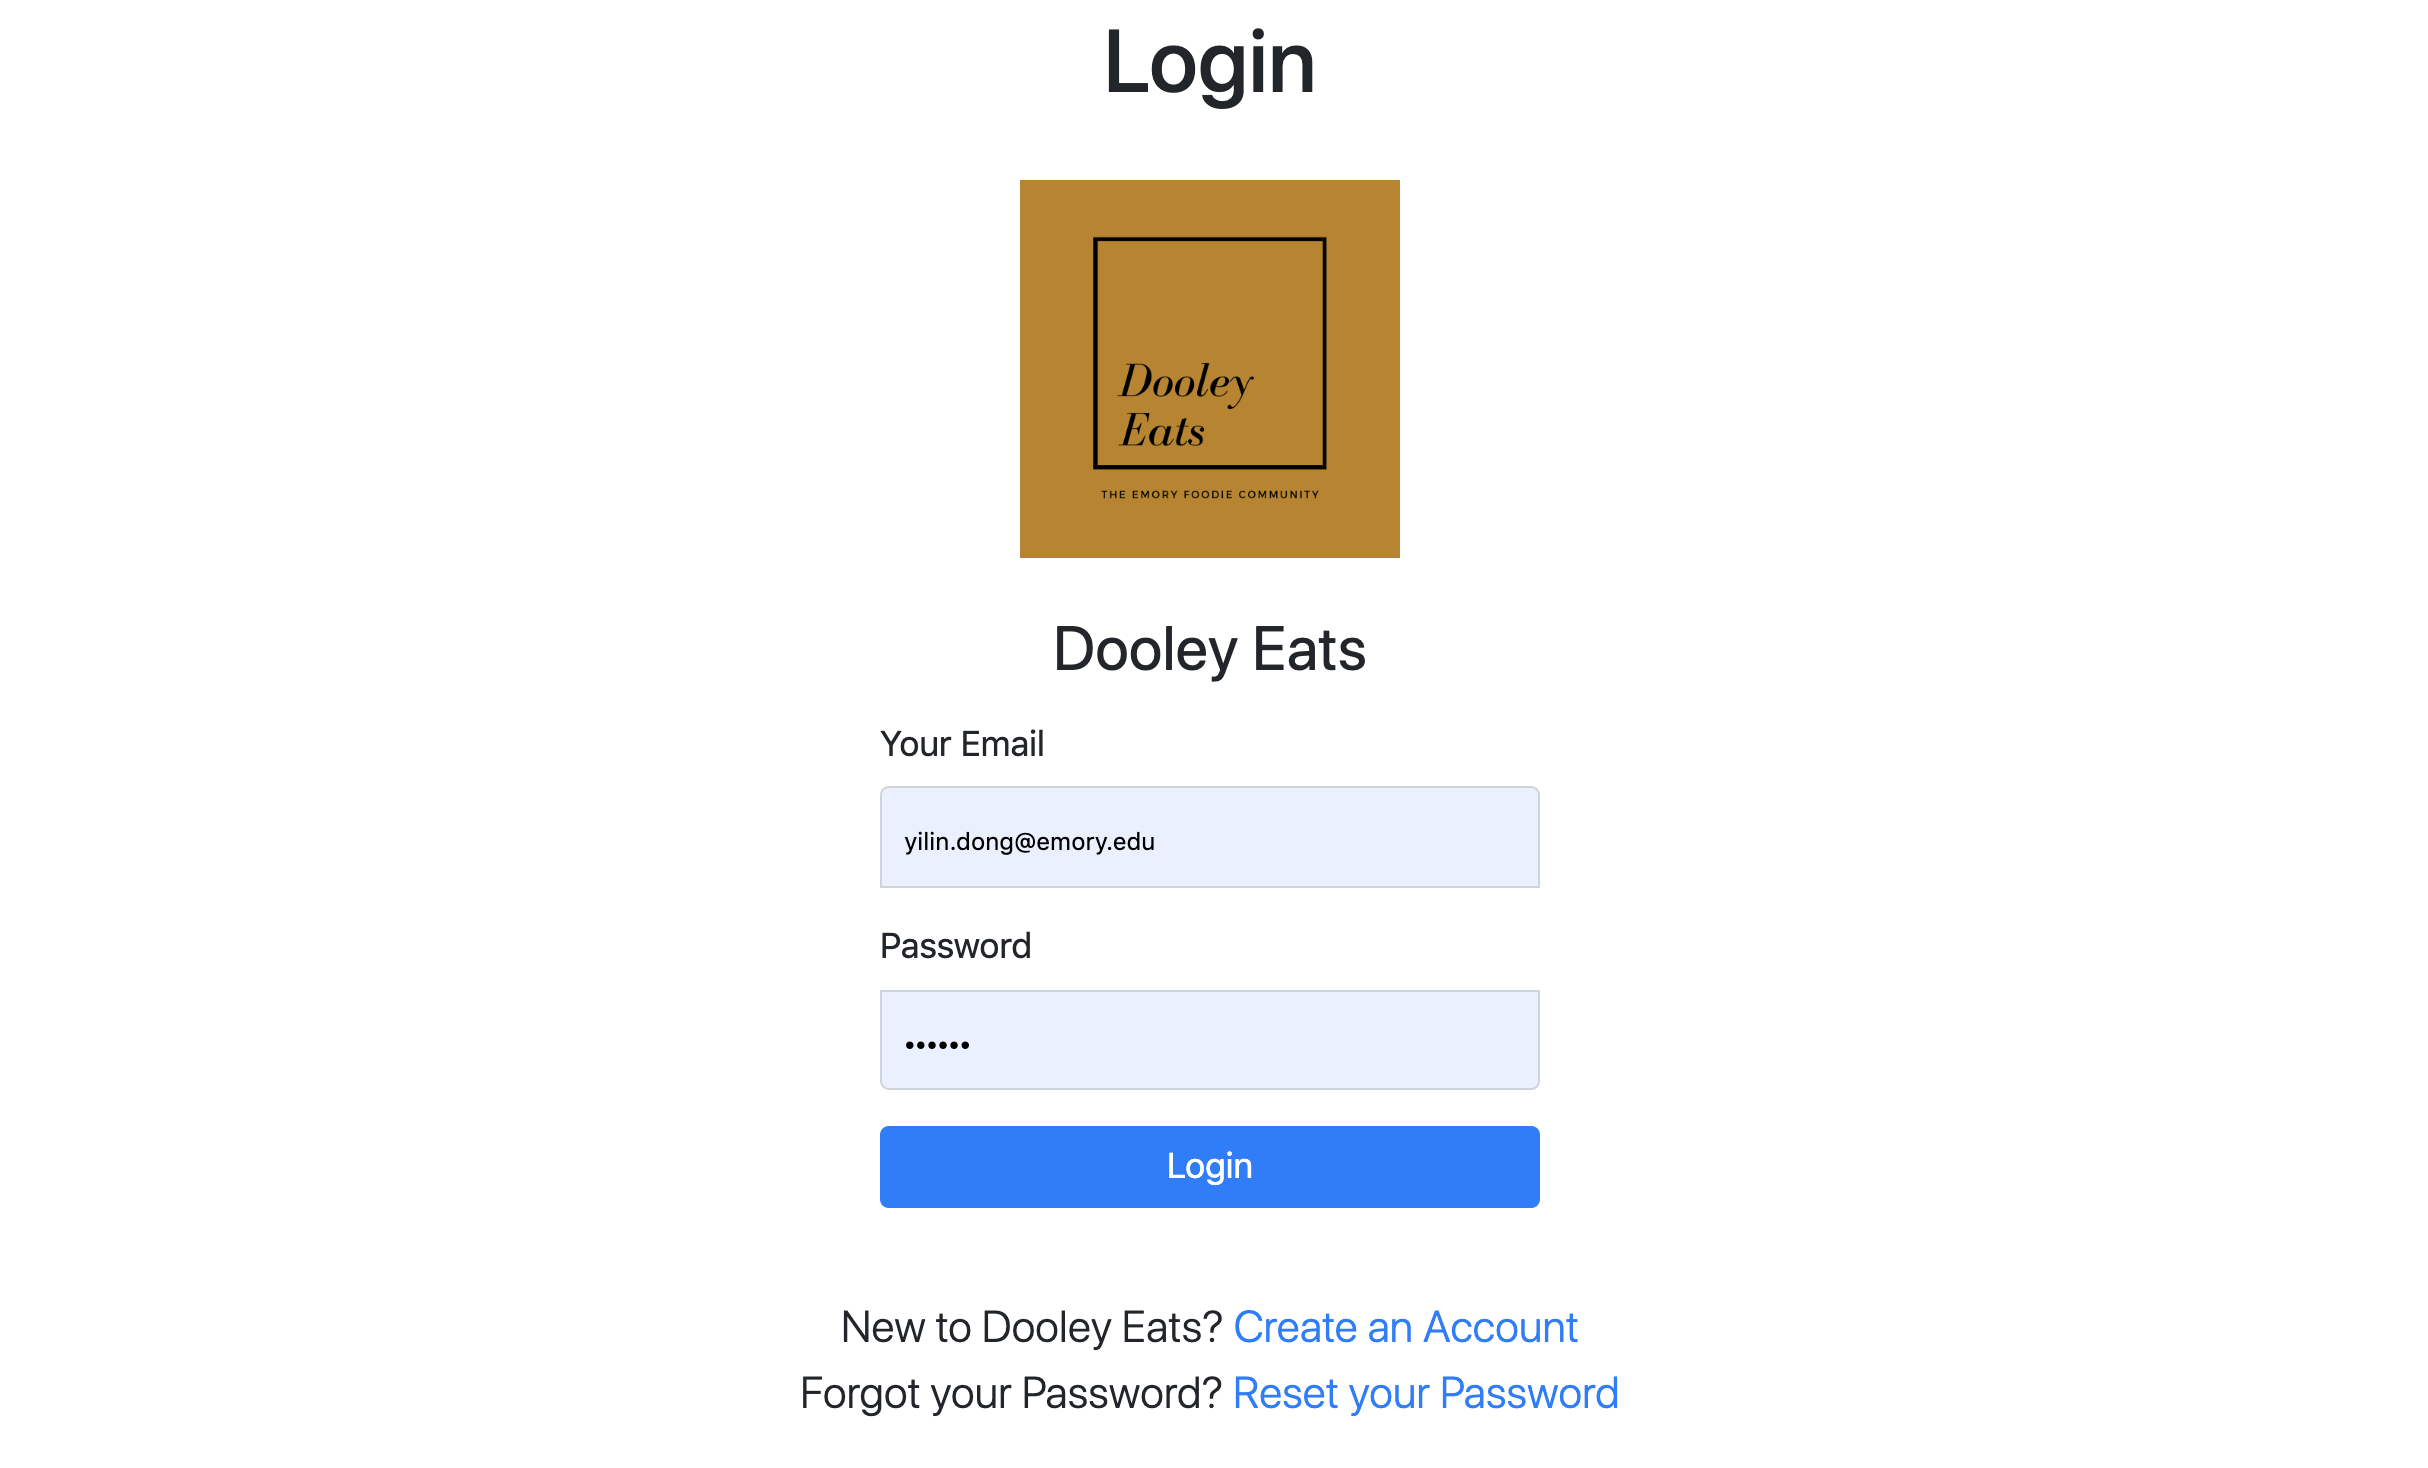 Login
Dooley
Eats
THE EMORY FOODIE COMMUNITY
Dooley Eats
Your Email
yilin.dong@emory.edu
Password
••••••
Login
New to Dooley Eats? Create an Account
Forgot your Password? Reset your Password